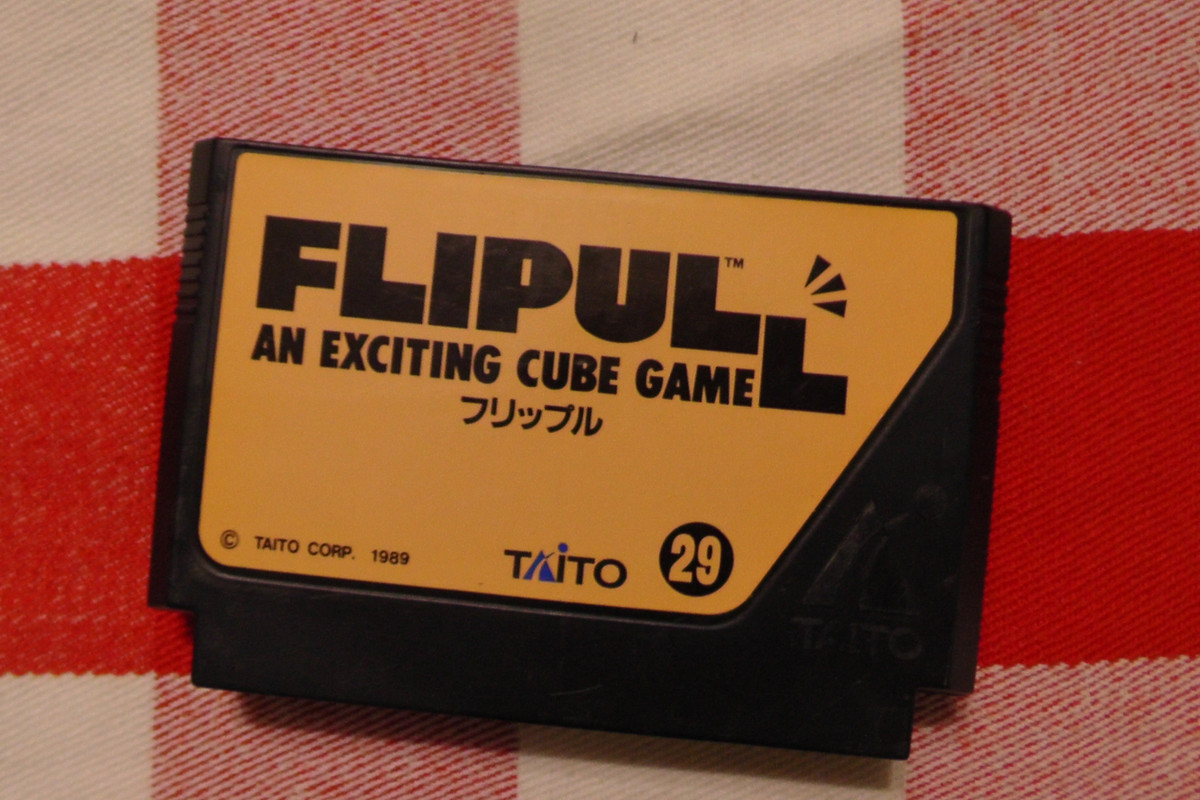 FLIPULL™
AN EXCITING CUBE GAME
フリップル
© TAITO CORP. 1989
TAiTO
29
TAITO